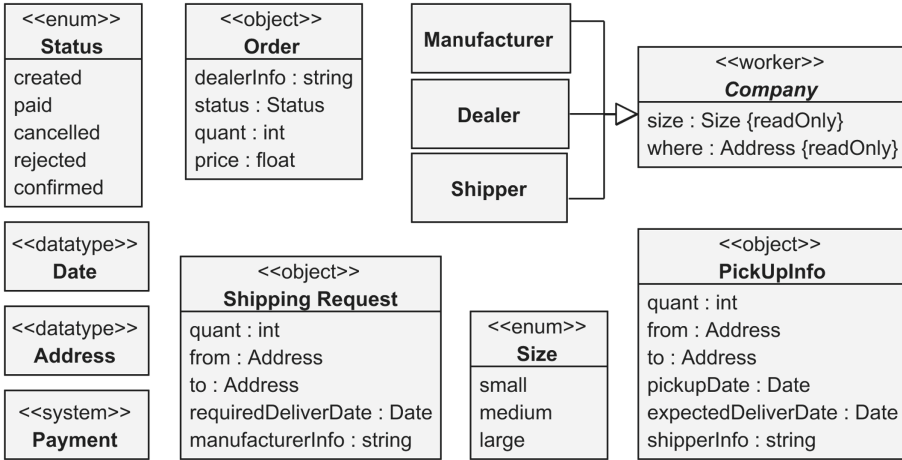 <<enum>>
Status
created
paid
cancelled
rejected
confirmed
<<object>>
Order
dealerInfo : string
status : Status
quant : int
price : float
Manufacturer
Dealer
Shipper
<<worker>>
Company
size : Size {readOnly}
where : Address {readOnly}
<<datatype>>
Date
<<datatype>>
Address
<<system>>
Payment
<<object>>
Shipping Request
quant : int
from : Address
to : Address
requiredDeliverDate : Date
manufacturerInfo : string
<<enum>>
Size
small
medium
large
<<object>>
PickUpInfo
quant : int
from : Address
to : Address
pickupDate : Date
expectedDeliverDate : Date
shipperInfo : string